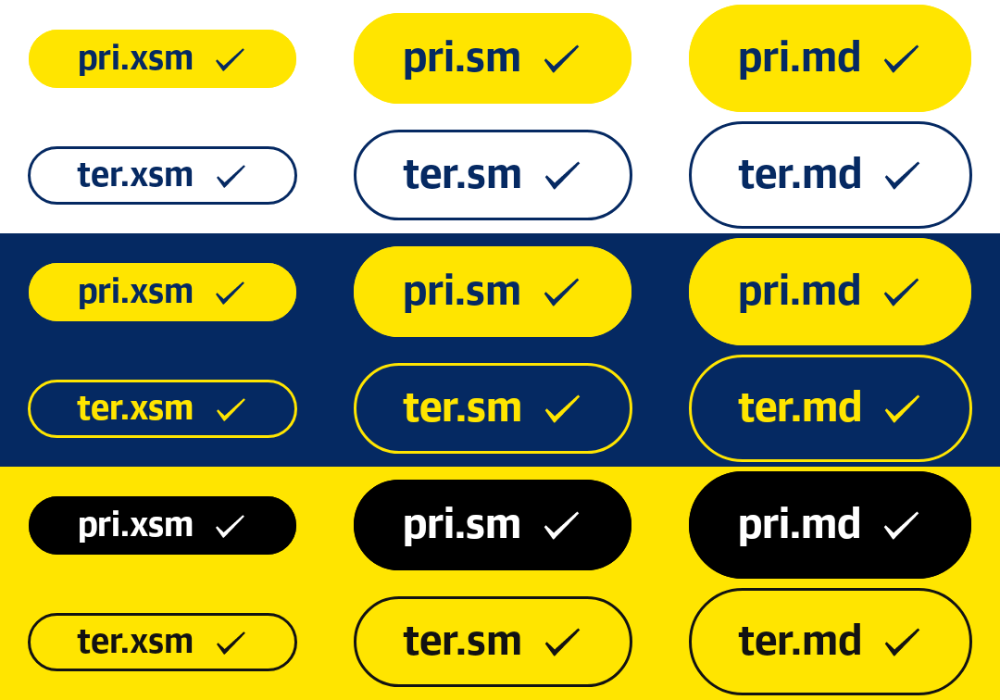 pri.xsm ✓ pri.sm ✓ pri.md ✓
ter.xsm ✓ ter.sm ✓ ter.md ✓
pri.xsm ✓ pri.sm ✓ pri.md ✓
ter.xsm ✓ ter.sm ✓ ter.md ✓
pri.xsm ✓ pri.sm ✓ pri.md ✓
ter.xsm ✓ ter.sm ✓ ter.md ✓